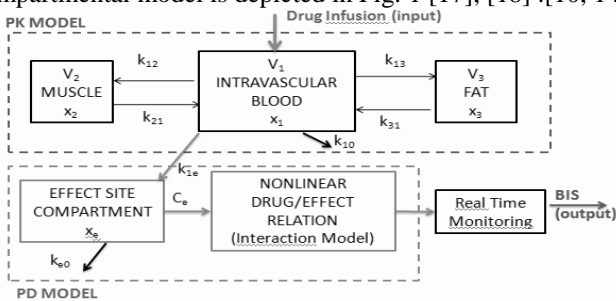 compartmental model is depicted in Fig. 1 [17], [18] .[16, 1
PK MODEL
Drug Infusion (input)
V2
MUSCLE
x2
k12
k21
V1
INTRAVASCULAR
BLOOD
x1
k13
k31
V3
FAT
x3
k10
k1e
EFFECT SITE
COMPARTMENT
xe
Ce
NONLINEAR
DRUG/EFFECT
RELATION
(Interaction Model)
Real Time
Monitoring
BIS
(output)
ke0
PD MODEL